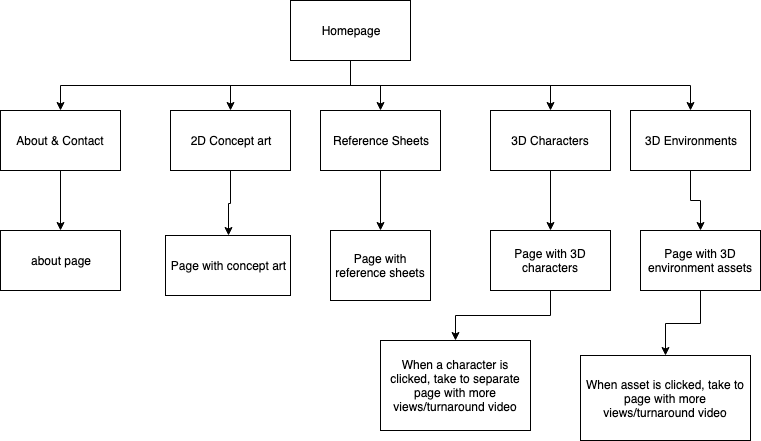 Homepage
About & Contact
2D Concept art
Reference Sheets
3D Characters
3D Environments
about page
Page with concept art
Page with
reference sheets
Page with 3D
characters
Page with 3D
environment assets
When a character is
clicked, take to separate
page with more
views/turnaround video
When asset is clicked, take to
page with more
views/turnaround video